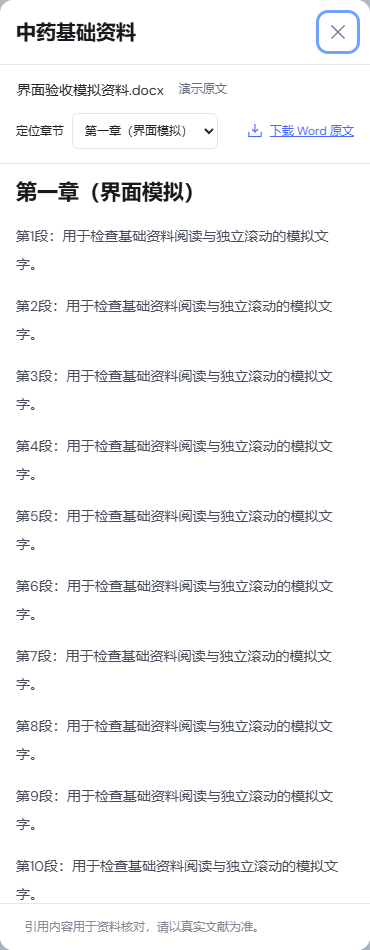 中药基础资料
界面验收模拟资料.docx 演示原文
定位章节 第一章（界面模拟） 下载 Word 原文
第一章（界面模拟）
第1段：用于检查基础资料阅读与独立滚动的模拟文
字。
第2段：用于检查基础资料阅读与独立滚动的模拟文
字。
第3段：用于检查基础资料阅读与独立滚动的模拟文
字。
第4段：用于检查基础资料阅读与独立滚动的模拟文
字。
第5段：用于检查基础资料阅读与独立滚动的模拟文
字。
第6段：用于检查基础资料阅读与独立滚动的模拟文
字。
第7段：用于检查基础资料阅读与独立滚动的模拟文
字。
第8段：用于检查基础资料阅读与独立滚动的模拟文
字。
第9段：用于检查基础资料阅读与独立滚动的模拟文
字。
第10段：用于检查基础资料阅读与独立滚动的模拟文
字。
引用内容用于资料核对，请以真实文献为准。